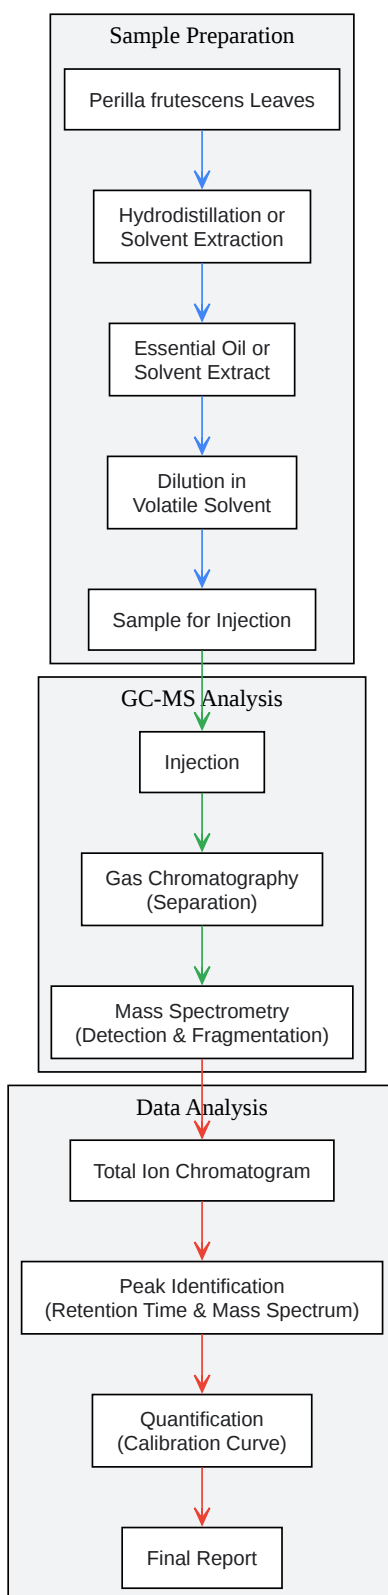 Sample Preparation
Perilla frutescens Leaves
Hydrodistillation or
Solvent Extraction
Essential Oil or
Solvent Extract
Dilution in
Volatile Solvent
Sample for Injection
GC-MS Analysis
Injection
Gas Chromatography
(Separation)
Mass Spectrometry
(Detection & Fragmentation)
Data Analysis
Total Ion Chromatogram
Peak Identification
(Retention Time & Mass Spectrum)
Quantification
(Calibration Curve)
Final Report